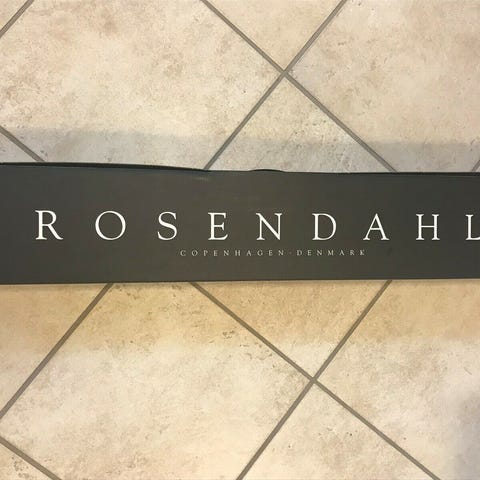 ROSENDAHL
COPENHAGEN · DENMARK